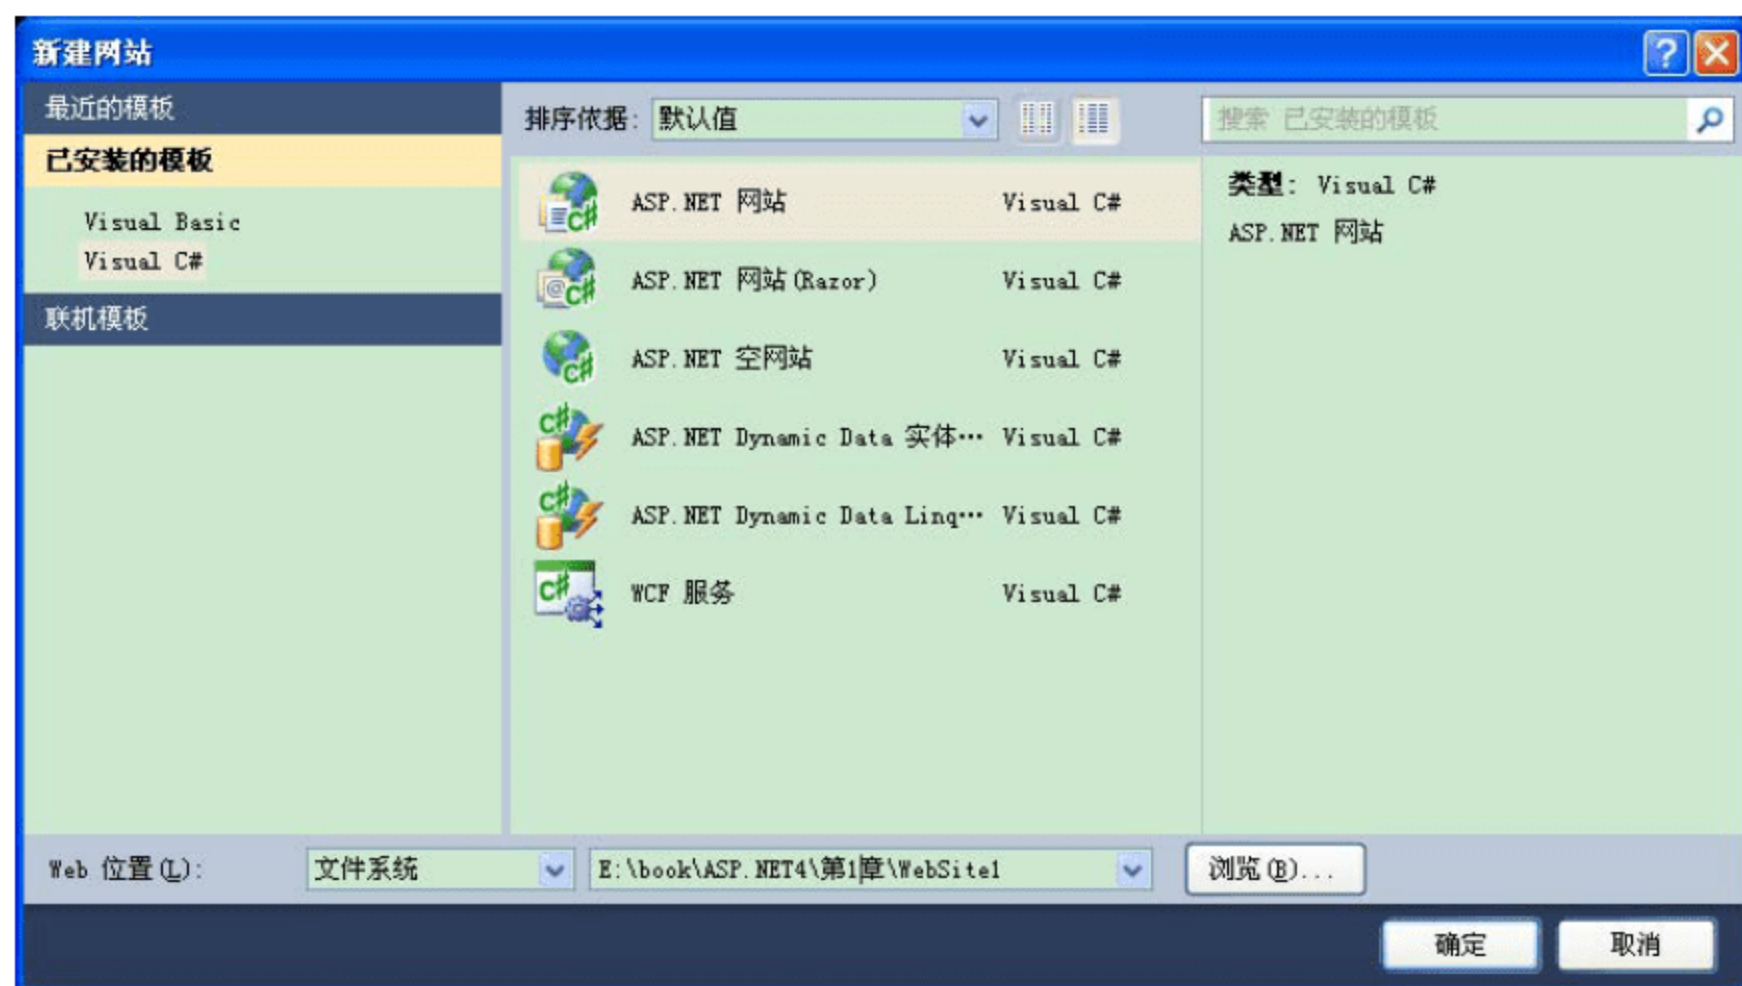 新建网站
最近的模板
已安装的模板
Visual Basic
Visual C#
联机模板
排序依据: 默认值
搜索 已安装的模板
ASP.NET 网站 Visual C#
ASP.NET 网站(Razor) Visual C#
ASP.NET 空网站 Visual C#
ASP.NET Dynamic Data 实体… Visual C#
ASP.NET Dynamic Data Linq… Visual C#
WCF 服务 Visual C#
类型: Visual C#
ASP.NET 网站
Web 位置(L): 文件系统 E:\book\ASP.NET4\第1章\WebSite1 浏览(B)...
确定 取消